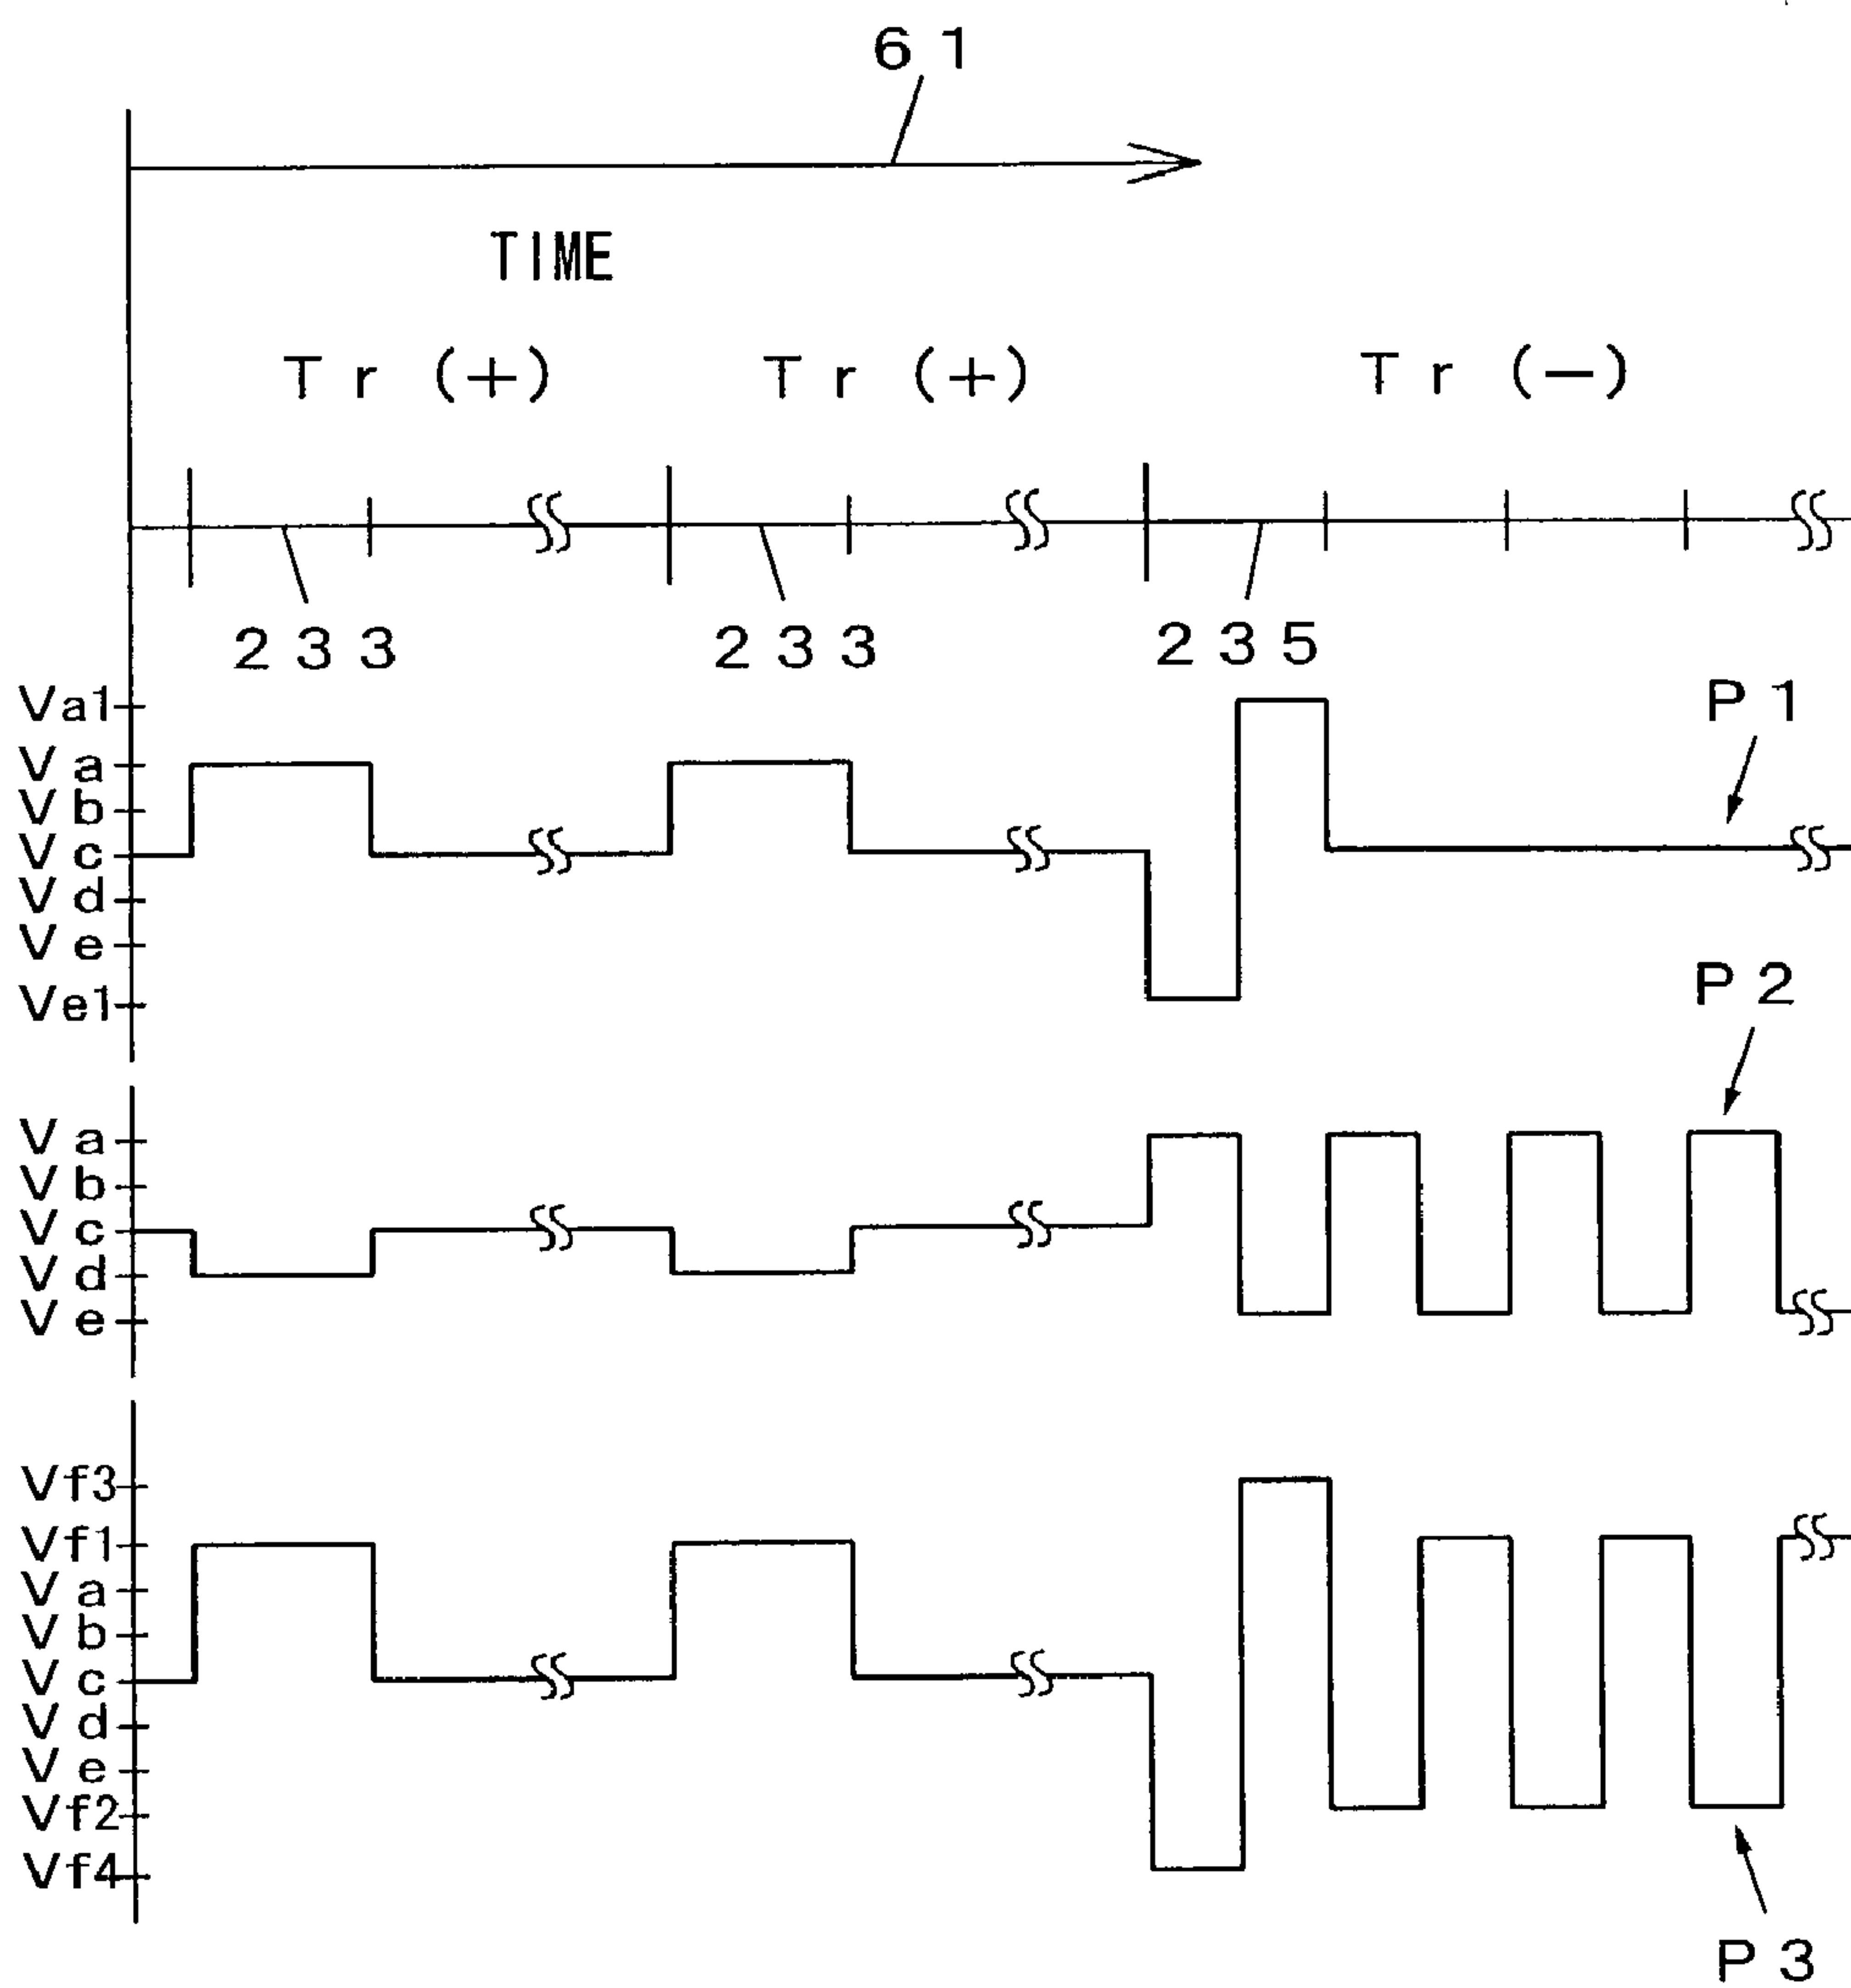 61
TIME
Tr (+) Tr (+) Tr (-)
233 233 235
Va1
Va
Vb
Vc
Vd
Ve
Ve1
P1
P2
Va
Vb
Vc
Vd
Ve
Vf3
Vf1
Va
Vb
Vc
Vd
Ve
Vf2
Vf4
P3